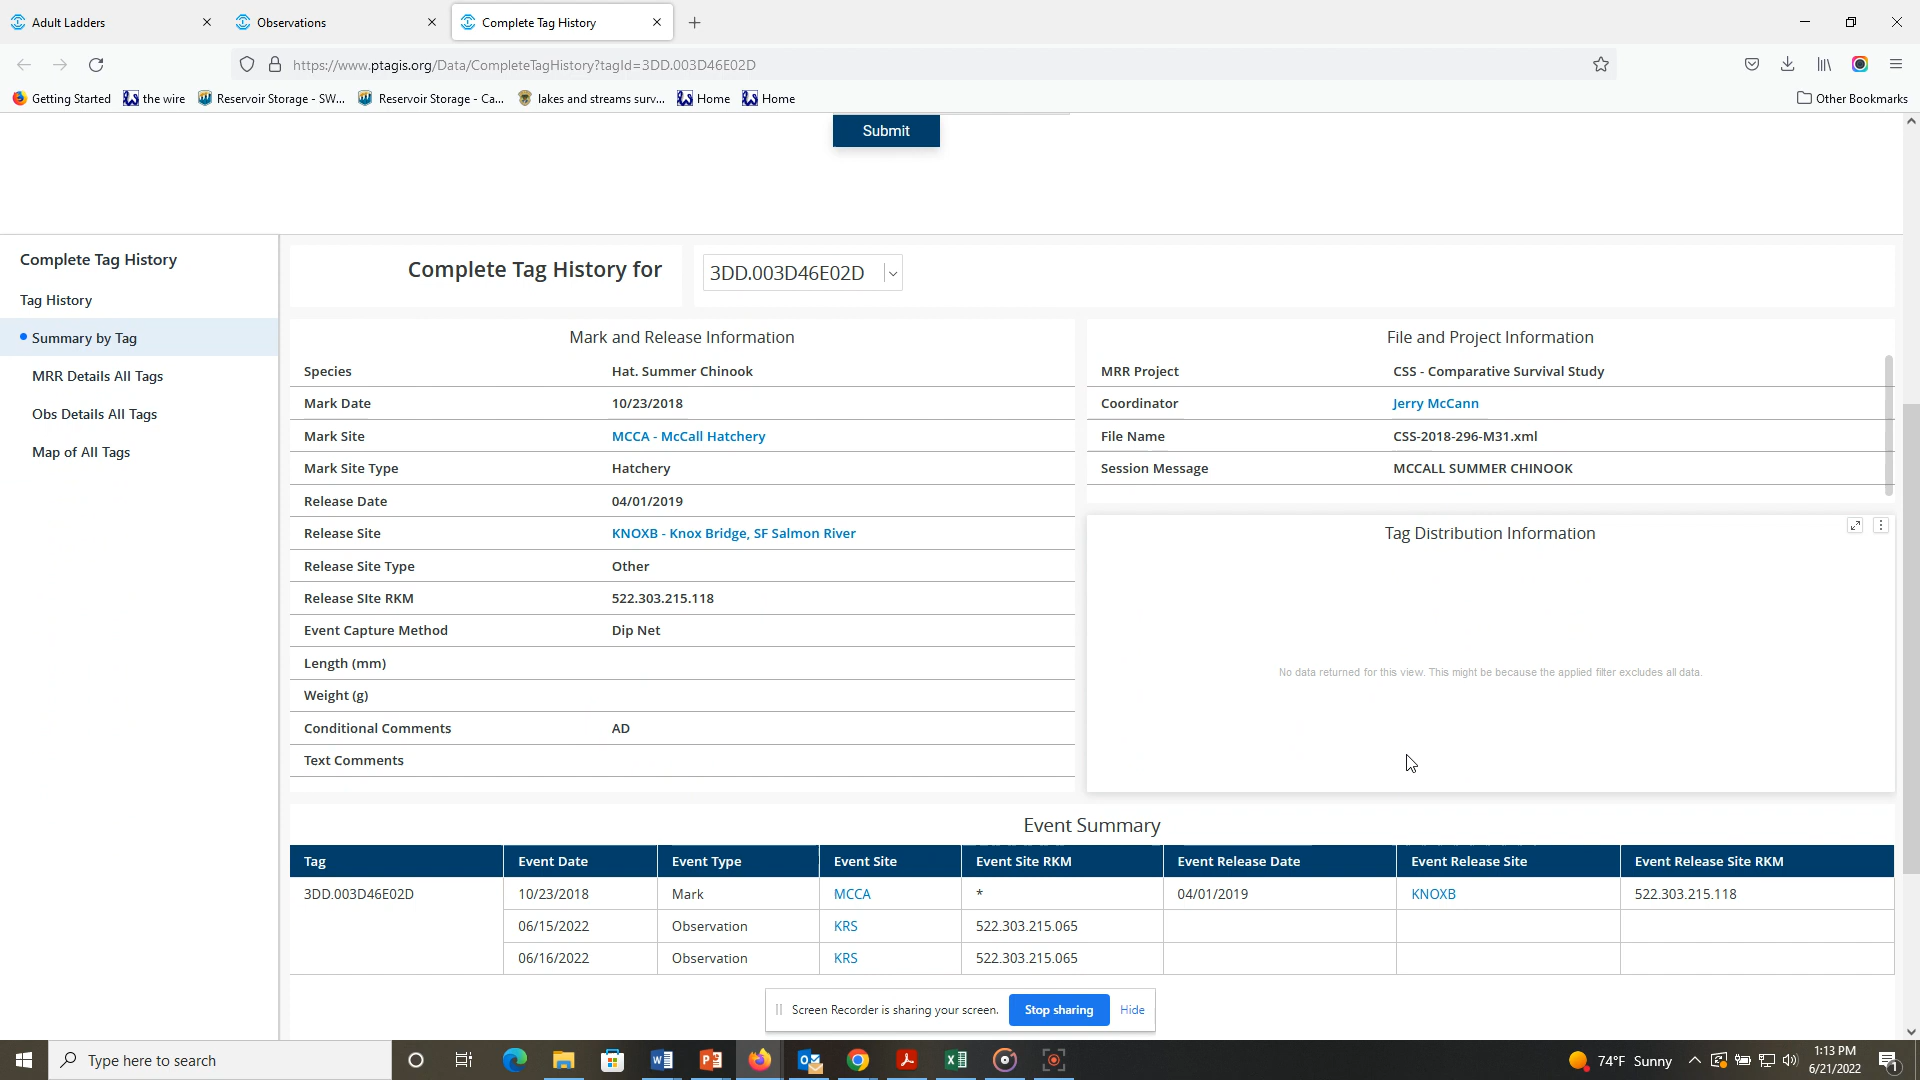 Adult Ladders
Observations
Complete Tag History
https://www.ptagis.org/Data/CompleteTagHistory?tagId=3DD.003D46E02D
Getting Started
the wire
Reservoir Storage - SW...
Reservoir Storage - Ca...
lakes and streams surv...
Home
Home
Other Bookmarks
Submit
Complete Tag History
Tag History
Summary by Tag
MRR Details All Tags
Obs Details All Tags
Map of All Tags
Complete Tag History for 3DD.003D46E02D
Mark and Release Information
Species Hat. Summer Chinook
Mark Date 10/23/2018
Mark Site MCCA - McCall Hatchery
Mark Site Type Hatchery
Release Date 04/01/2019
Release Site KNOXB - Knox Bridge, SF Salmon River
Release Site Type Other
Release SIte RKM 522.303.215.118
Event Capture Method Dip Net
Length (mm)
Weight (g)
Conditional Comments AD
Text Comments
File and Project Information
MRR Project CSS - Comparative Survival Study
Coordinator Jerry McCann
File Name CSS-2018-296-M31.xml
Session Message MCCALL SUMMER CHINOOK
Tag Distribution Information
No data returned for this view. This might be because the applied filter excludes all data.
Event Summary
Tag Event Date Event Type Event Site Event Site RKM Event Release Date Event Release Site Event Release Site RKM
3DD.003D46E02D 10/23/2018 Mark MCCA * 04/01/2019 KNOXB 522.303.215.118
06/15/2022 Observation KRS 522.303.215.065
06/16/2022 Observation KRS 522.303.215.065
Screen Recorder is sharing your screen. Stop sharing Hide
Type here to search
74°F Sunny
1:13 PM
6/21/2022
1